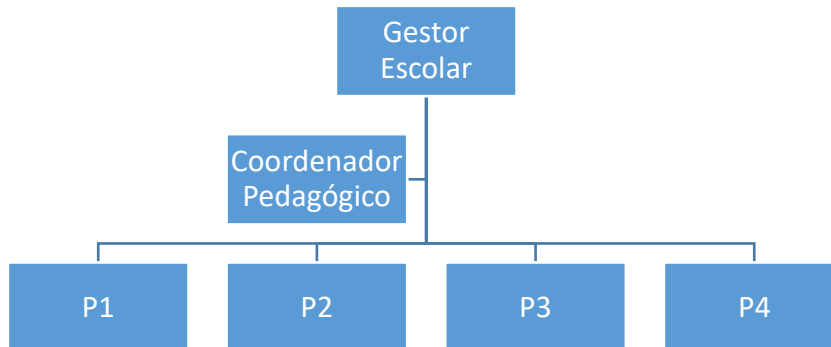 Gestor
Escolar
Coordenador
Pedagógico
P1
P2
P3
P4